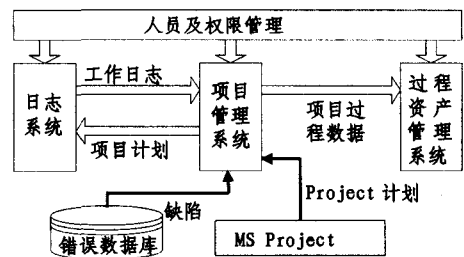 人员及权限管理
工作日志
日志
系统
项目
管理
系统
项目过
程数据
过程
资产
管理
系统
项目计划
缺陷
Project 计划
错误数据库
MS Project